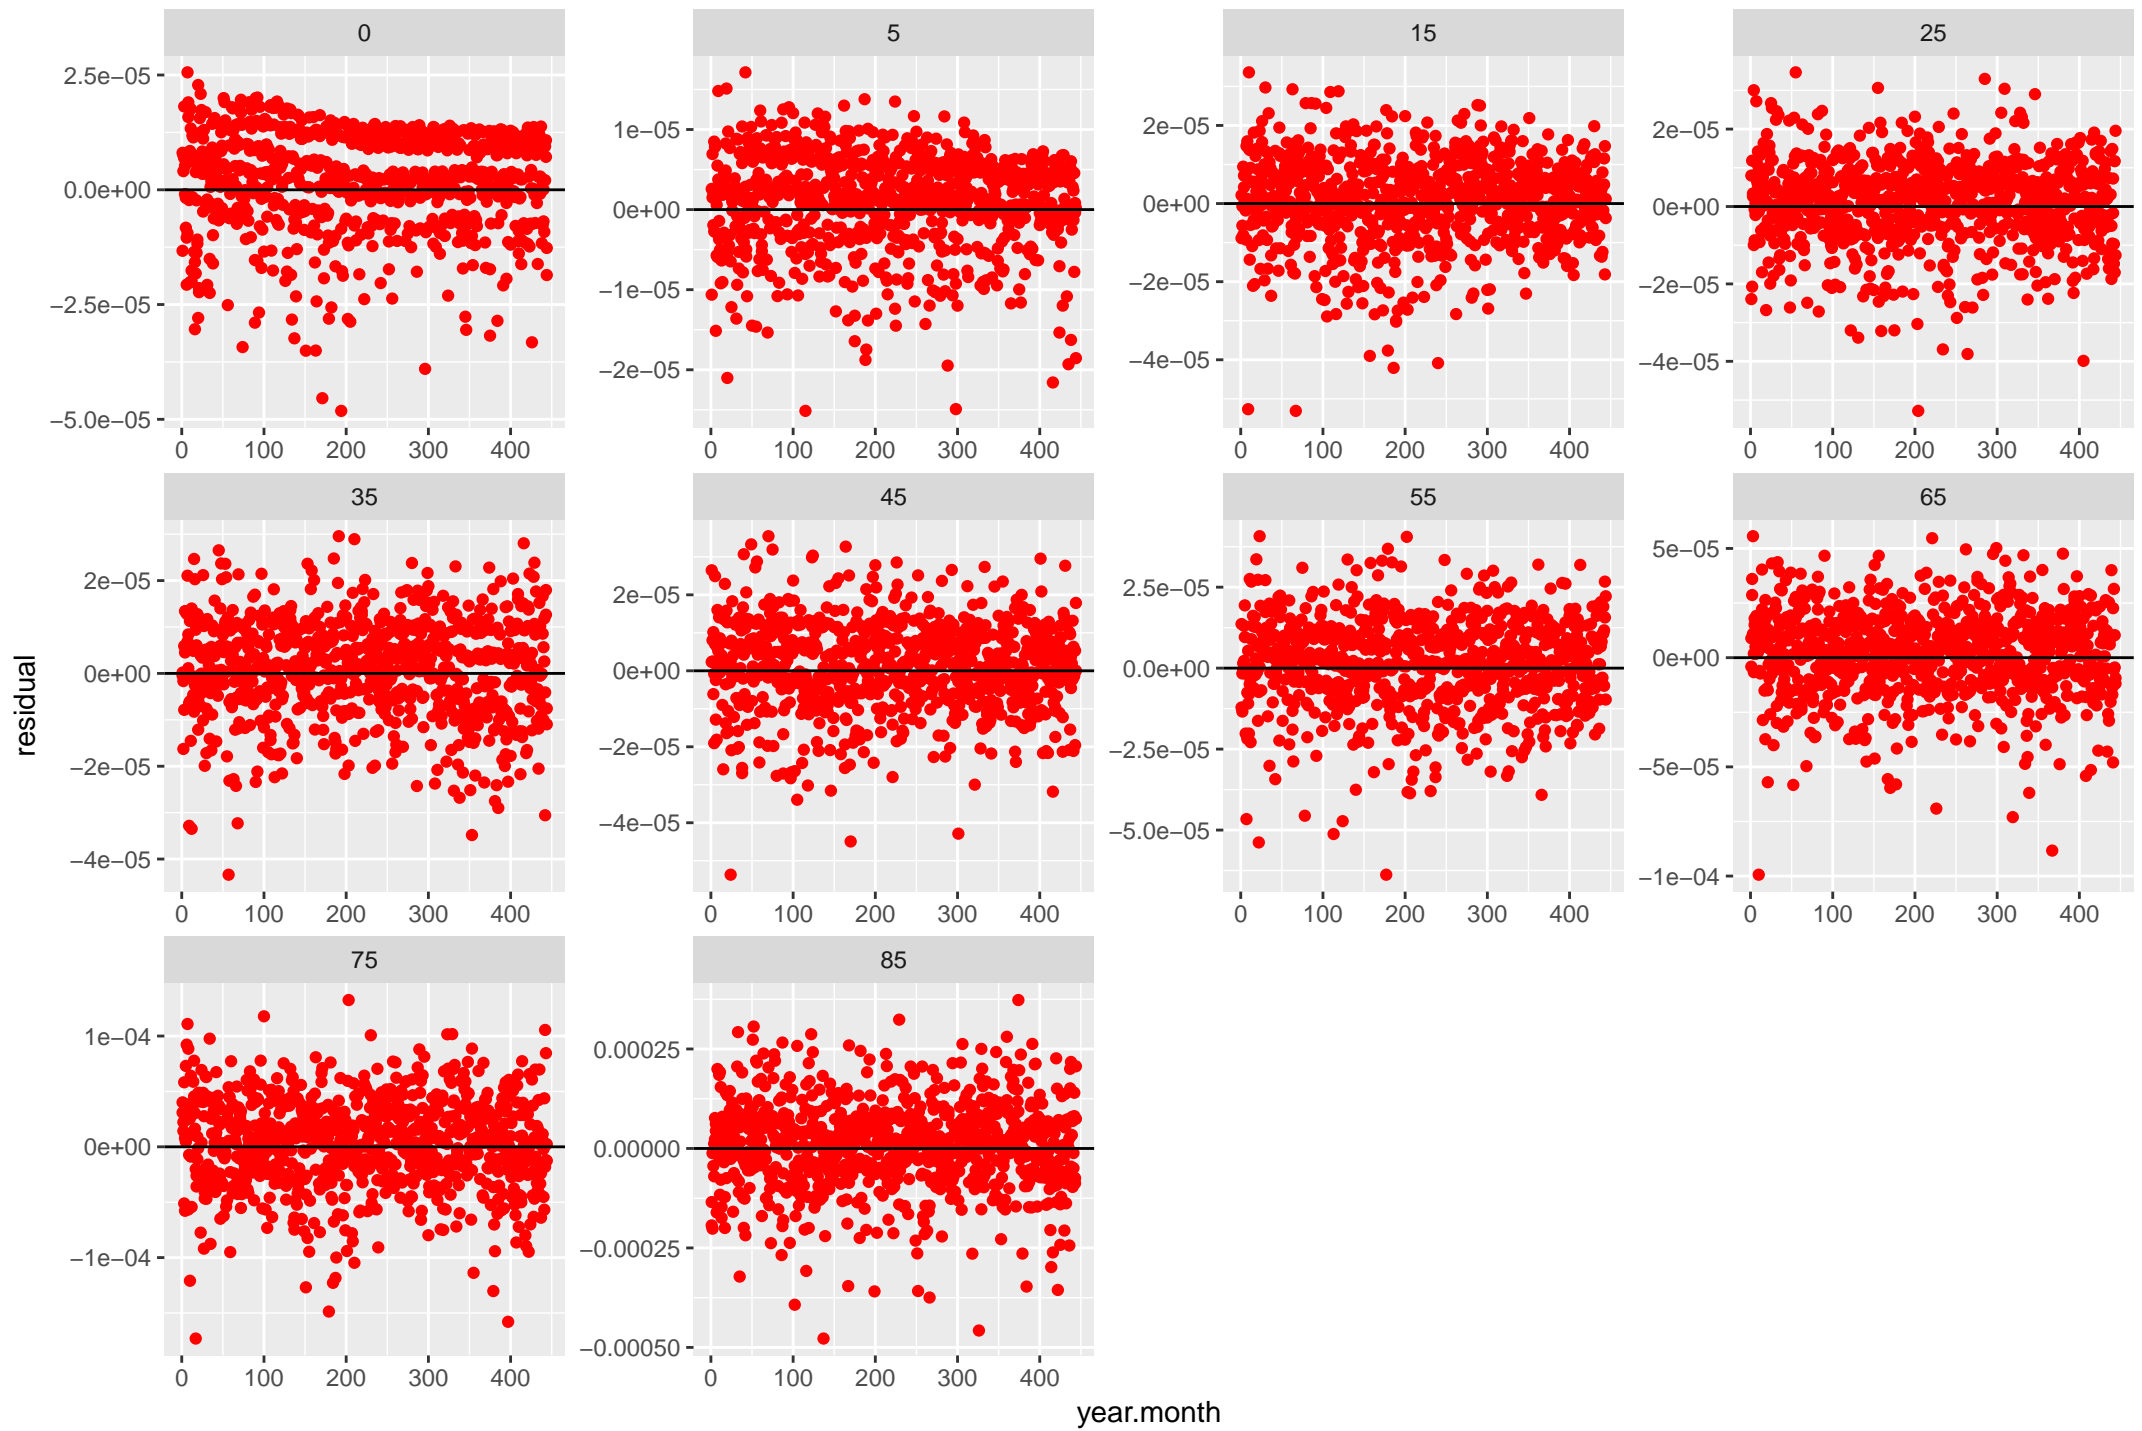 0 5 15 25
2.5e−05
0.0e+00
−2.5e−05
−5.0e−05
1e−05
0e+00
−1e−05
−2e−05
2e−05
0e+00
−2e−05
−4e−05
2e−05
0e+00
−2e−05
−4e−05
0 100 200 300 400 0 100 200 300 400 0 100 200 300 400 0 100 200 300 400
35 45 55 65
2e−05
0e+00
−2e−05
−4e−05
2e−05
0e+00
−2e−05
−4e−05
2.5e−05
0.0e+00
−2.5e−05
−5.0e−05
5e−05
0e+00
−5e−05
−1e−04
0 100 200 300 400 0 100 200 300 400 0 100 200 300 400 0 100 200 300 400
residual
75 85
1e−04
0e+00
−1e−04
0.00025
0.00000
−0.00025
−0.00050
0 100 200 300 400 0 100 200 300 400
year.month